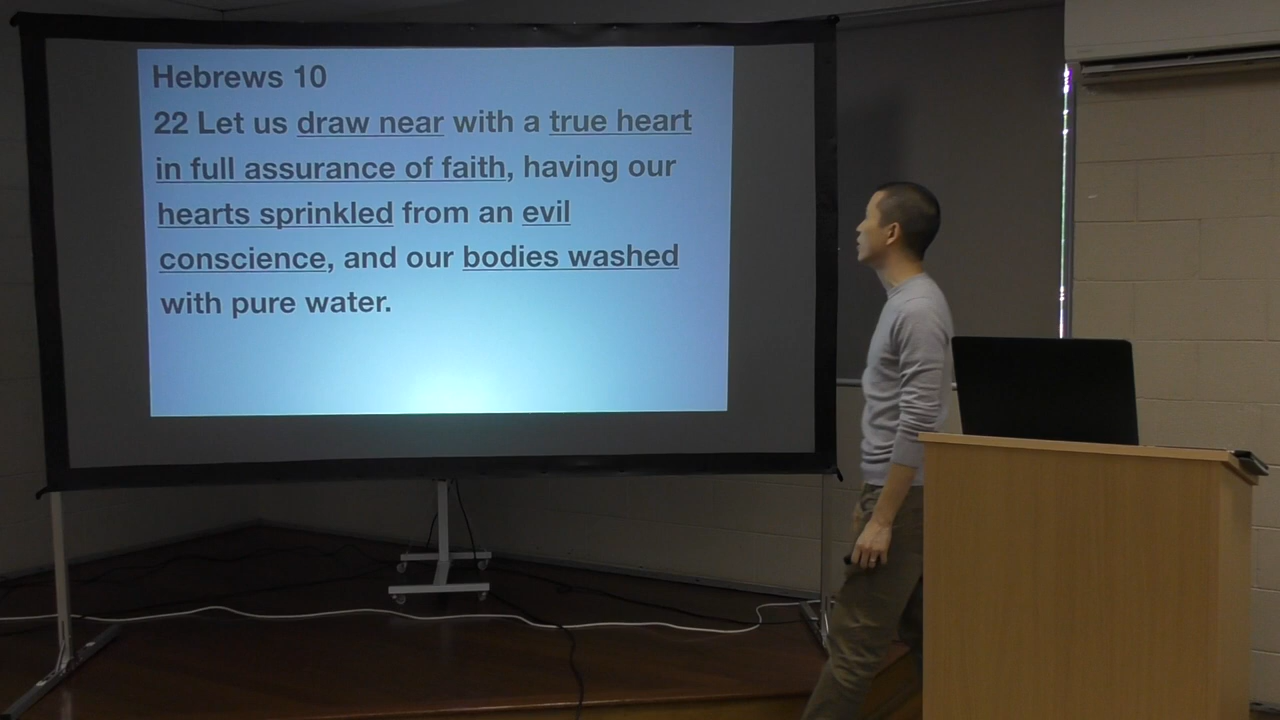 Hebrews 10
22 Let us draw near with a true heart
in full assurance of faith, having our
hearts sprinkled from an evil
conscience, and our bodies washed
with pure water.